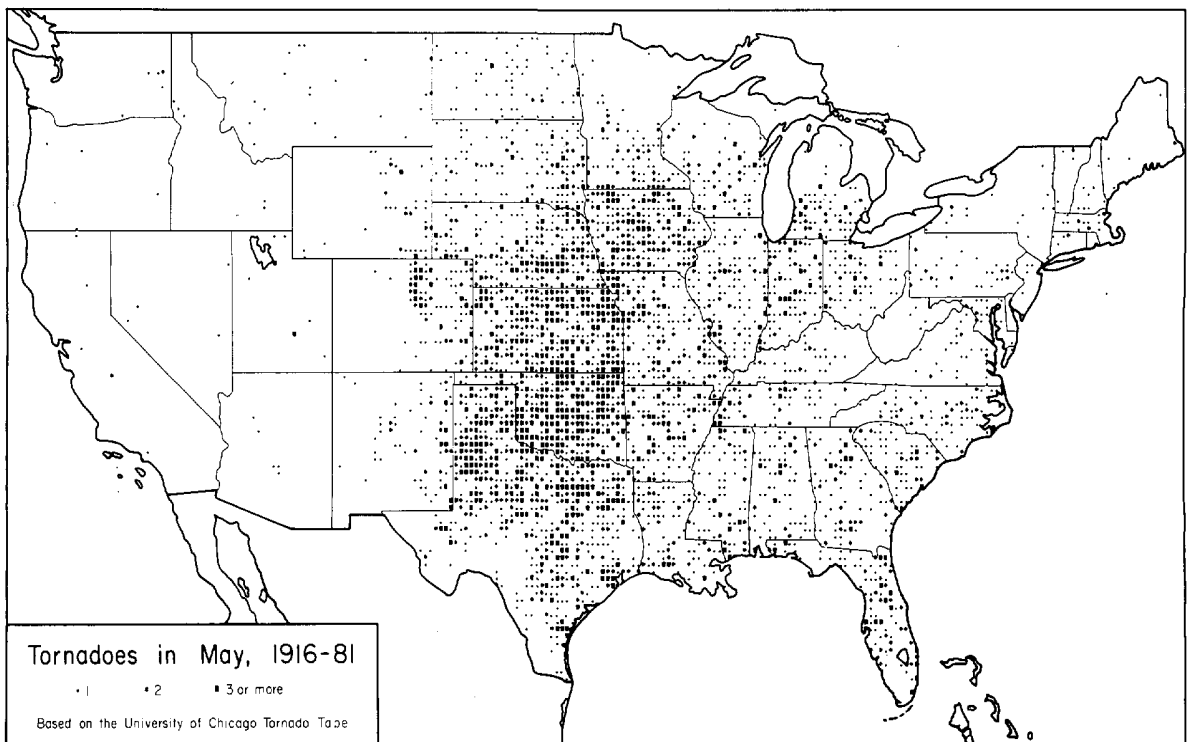 Tornadoes in May, 1916-81
· 1 ▪ 2 ■ 3 or more
Based on the University of Chicago Tornado Tape